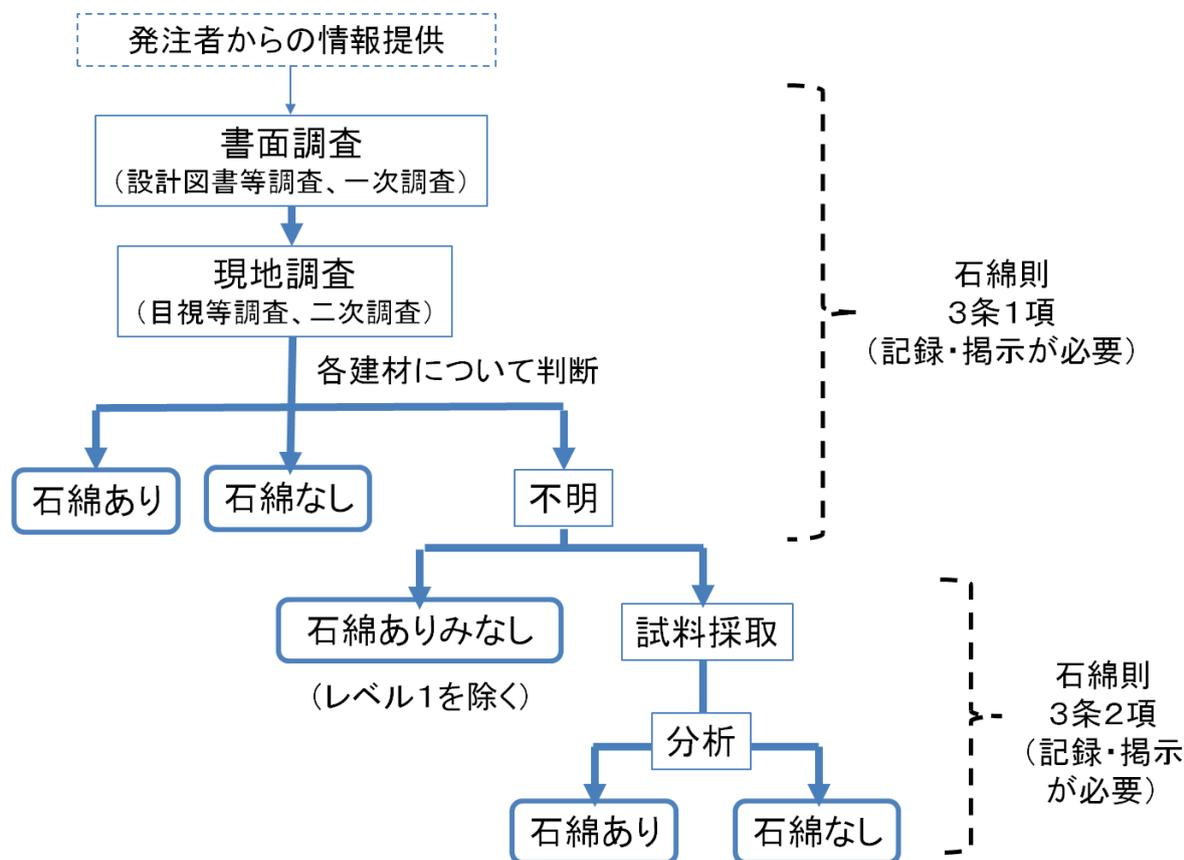 発注者からの情報提供
書面調査
（設計図書等調査、一次調査）
現地調査
（目視等調査、二次調査）
各建材について判断
石綿あり
石綿なし
不明
石綿則
３条１項
（記録・掲示が必要）
石綿ありみなし
（レベル１を除く）
試料採取
分析
石綿あり
石綿なし
石綿則
３条２項
（記録・掲示
が必要）